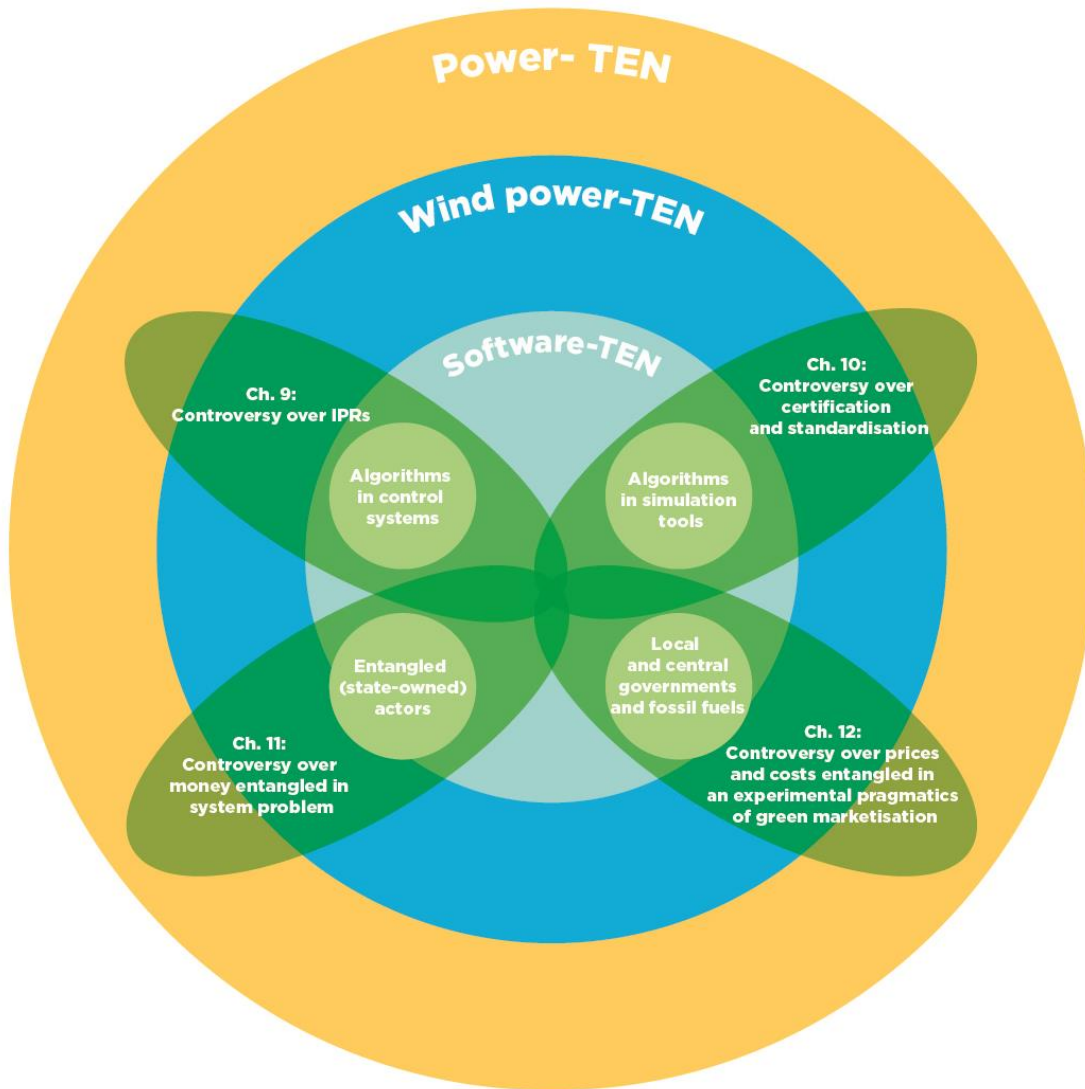 Power- TEN
Wind power-TEN
Software-TEN
Ch. 9:
Controversy over IPRs
Ch. 10:
Controversy over
certification
and standardisation
Algorithms
in control
systems
Algorithms
in simulation
tools
Entangled
(state-owned)
actors
Local
and central
governments
and fossil fuels
Ch. 11:
Controversy over
money entangled in
system problem
Ch. 12:
Controversy over prices
and costs entangled in
an experimental pragmatics
of green marketisation